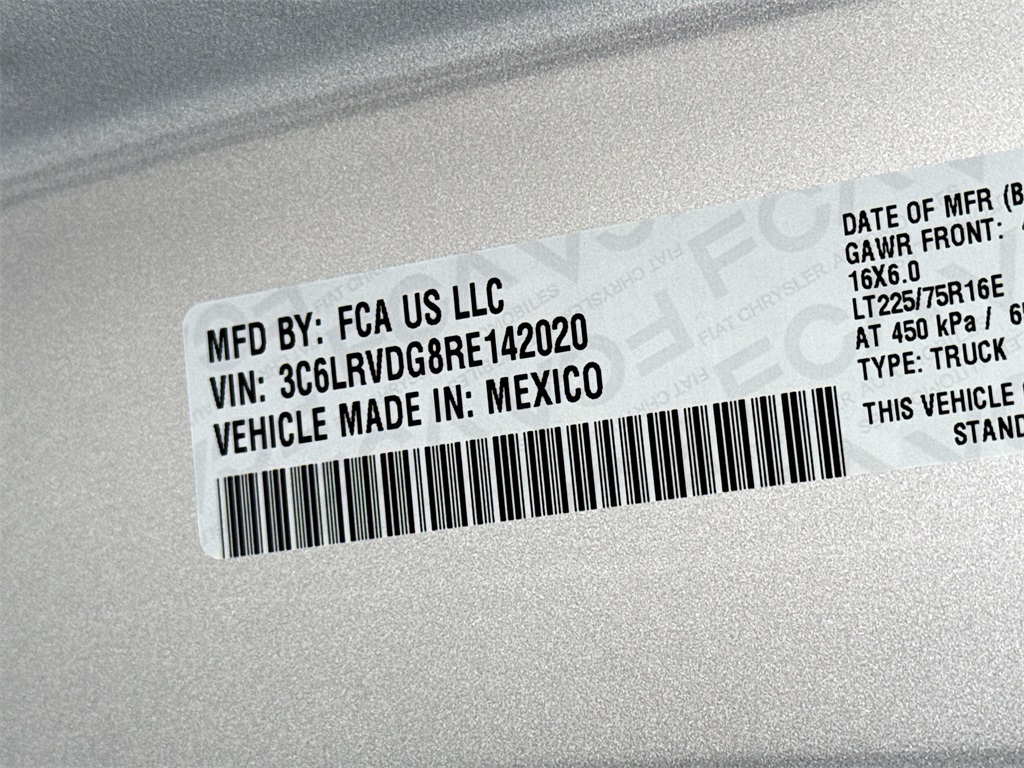 MFD BY: FCA US LLC
VIN: 3C6LRVDG8RE142020
VEHICLE MADE IN: MEXICO
DATE OF MFR (B
GAWR FRONT:
16X6.0
LT225/75R16E
AT 450 kPa /
TYPE: TRUCK
THIS VEHICLE
STAND